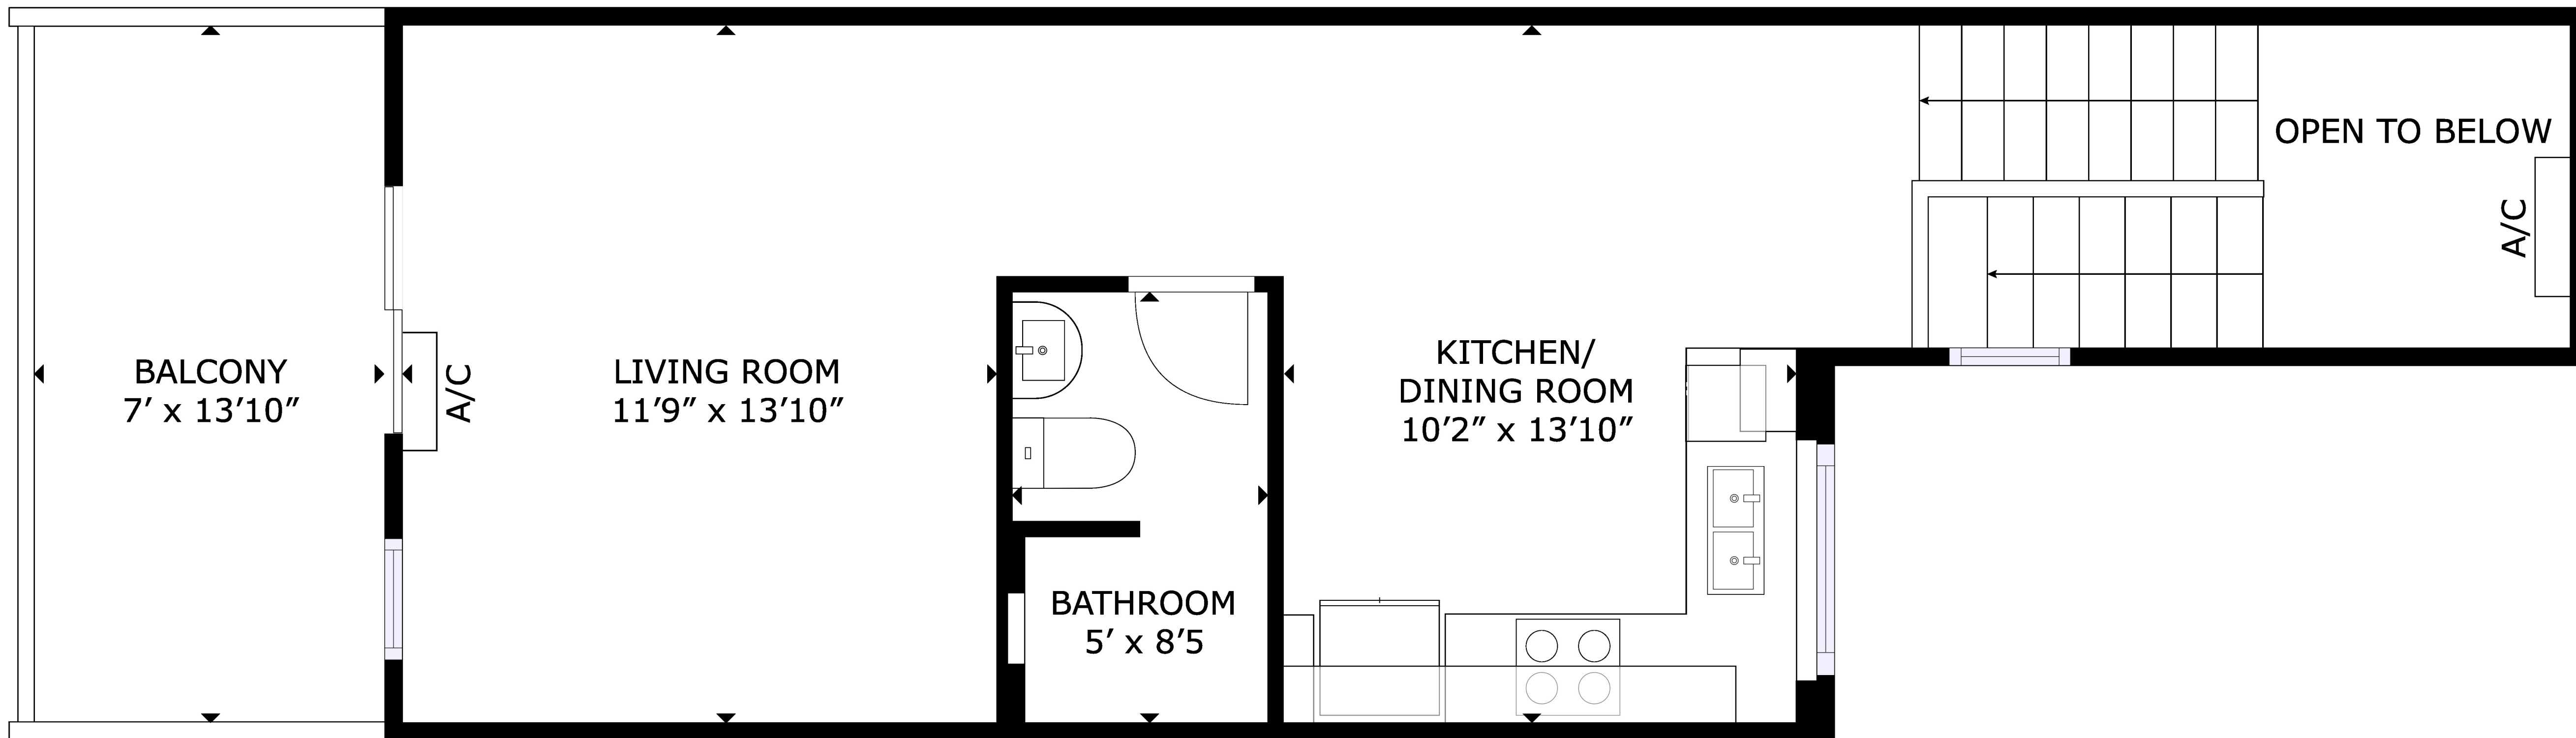 BALCONY
7’ x 13’10”
A/C
LIVING ROOM
11’9” x 13’10”
BATHROOM
5’ x 8’5
KITCHEN/
DINING ROOM
10’2” x 13’10”
OPEN TO BELOW
A/C